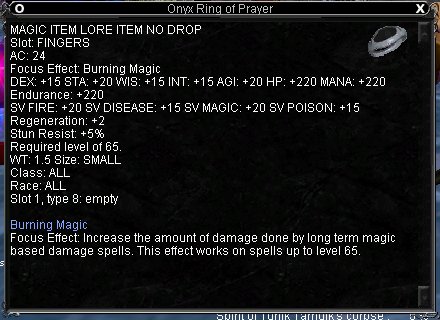 O Onyx Ring of Prayer X
MAGIC ITEM LORE ITEM NO DROP
Slot: FINGERS
AC: 24
Focus Effect: Burning Magic
DEX: +15 STA: +20 WIS: +15 INT: +15 AGI: +20 HP: +220 MANA: +220
Endurance: +220
SV FIRE: +20 SV DISEASE: +15 SV MAGIC: +20 SV POISON: +15
Regeneration: +2
Stun Resist: +5%
Required level of 65.
WT: 1.5 Size: SMALL
Class: ALL
Race: ALL
Slot 1, type 8: empty
Burning Magic
Focus Effect: Increase the amount of damage done by long term magic
based damage spells. This effect works on spells up to level 65.
Spirit of Turik
corpse